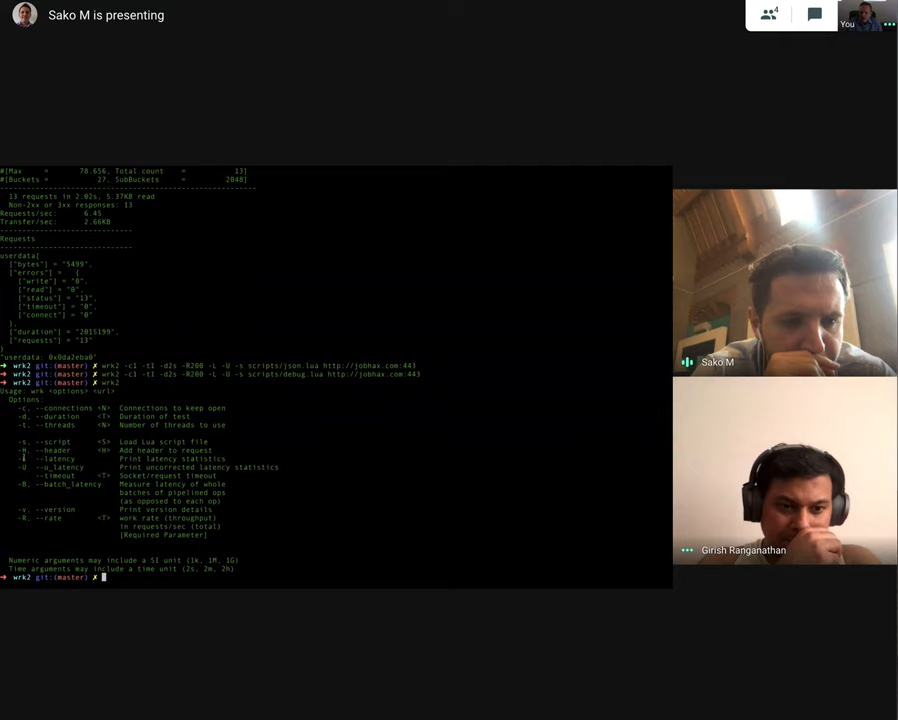 Sako M is presenting
4
You
#[Max = 78.656, Total count = 13]
#[Buckets = 27, SubBuckets = 2048]
----------------------------------------------------------
13 requests in 2.02s, 5.37KB read
Non-2xx or 3xx responses: 13
Requests/sec: 6.45
Transfer/sec: 2.66KB
------------------------------
Requests
------------------------------
userdata{
["bytes"] = "5499",
["errors"] = {
["write"] = "0",
["read"] = "0",
["status"] = "13",
["timeout"] = "0",
["connect"] = "0"
},
["duration"] = "2015199",
["requests"] = "13"
}
"userdata: 0x0da2eba0"
➜ wrk2 git:(master) ✗ wrk2 -c1 -t1 -d2s -R200 -L -U -s scripts/json.lua http://jobhax.com:443
➜ wrk2 git:(master) ✗ wrk2 -c1 -t1 -d2s -R200 -L -U -s scripts/debug.lua http://jobhax.com:443
➜ wrk2 git:(master) ✗ wrk2
Usage: wrk <options> <url>
Options:
-c, --connections <N> Connections to keep open
-d, --duration <T> Duration of test
-t, --threads <N> Number of threads to use
-s, --script <S> Load Lua script file
-H, --header <H> Add header to request
--latency Print latency statistics
-U --u_latency Print uncorrected latency statistics
--timeout <T> Socket/request timeout
-B, --batch_latency Measure latency of whole
batches of pipelined ops
(as opposed to each op)
-v, --version Print version details
-R, --rate <T> work rate (throughput)
in requests/sec (total)
[Required Parameter]
Numeric arguments may include a SI unit (1k, 1M, 1G)
Time arguments may include a time unit (2s, 2m, 2h)
➜ wrk2 git:(master) ✗
Sako M
Girish Ranganathan